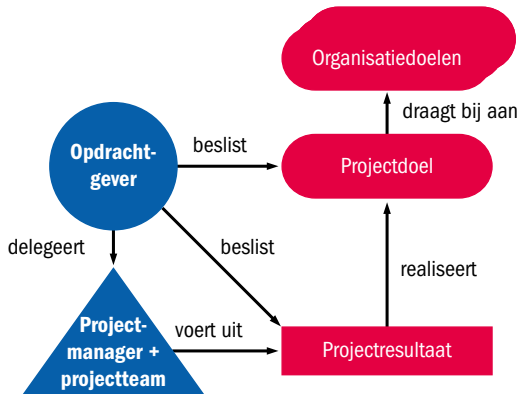 Organisatiedoelen
draagt bij aan
Opdracht-
gever
beslist
Projectdoel
delegeert
beslist
realiseert
Project-
manager +
projectteam
voert uit
Projectresultaat